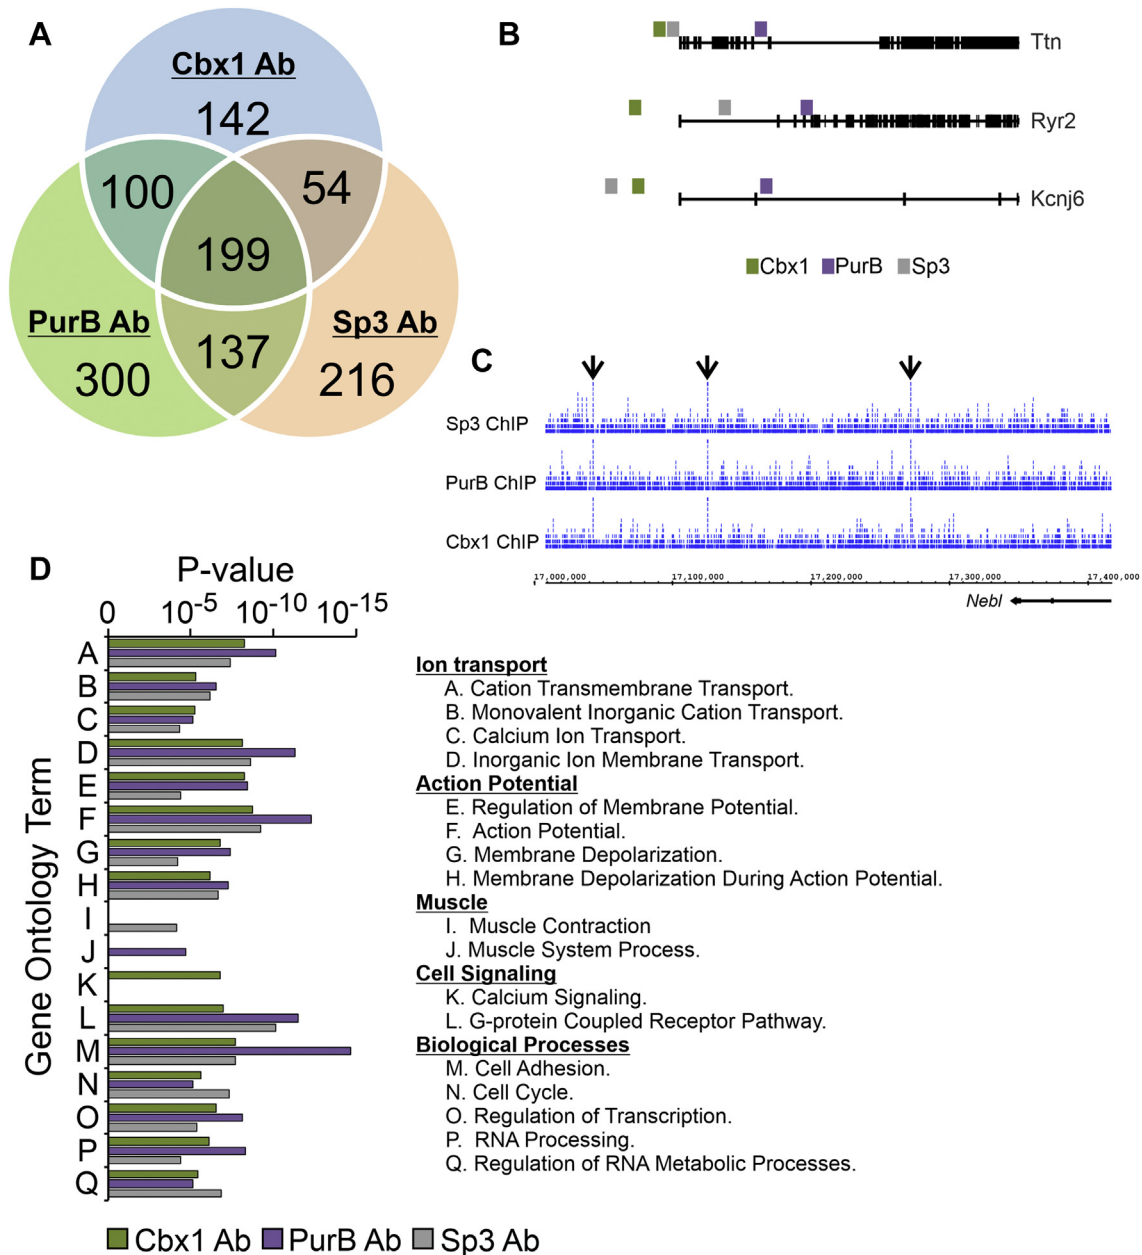 A
Cbx1 Ab
142
100
54
199
PurB Ab
Sp3 Ab
137
300
216
B
Ttn
Ryr2
Kcnj6
Cbx1 PurB Sp3
C
Sp3 ChIP
PurB ChIP
Cbx1 ChIP
17,000,000 17,100,000 17,200,000 17,300,000 17,400,000
Nebl
D
P-value
0 10-5 10-10 10-15
Gene Ontology Term
A
B
C
D
E
F
G
H
I
J
K
L
M
N
O
P
Q
Ion transport
A. Cation Transmembrane Transport.
B. Monovalent Inorganic Cation Transport.
C. Calcium Ion Transport.
D. Inorganic Ion Membrane Transport.
Action Potential
E. Regulation of Membrane Potential.
F. Action Potential.
G. Membrane Depolarization.
H. Membrane Depolarization During Action Potential.
Muscle
I. Muscle Contraction
J. Muscle System Process.
Cell Signaling
K. Calcium Signaling.
L. G-protein Coupled Receptor Pathway.
Biological Processes
M. Cell Adhesion.
N. Cell Cycle.
O. Regulation of Transcription.
P. RNA Processing.
Q. Regulation of RNA Metabolic Processes.
Cbx1 Ab PurB Ab Sp3 Ab